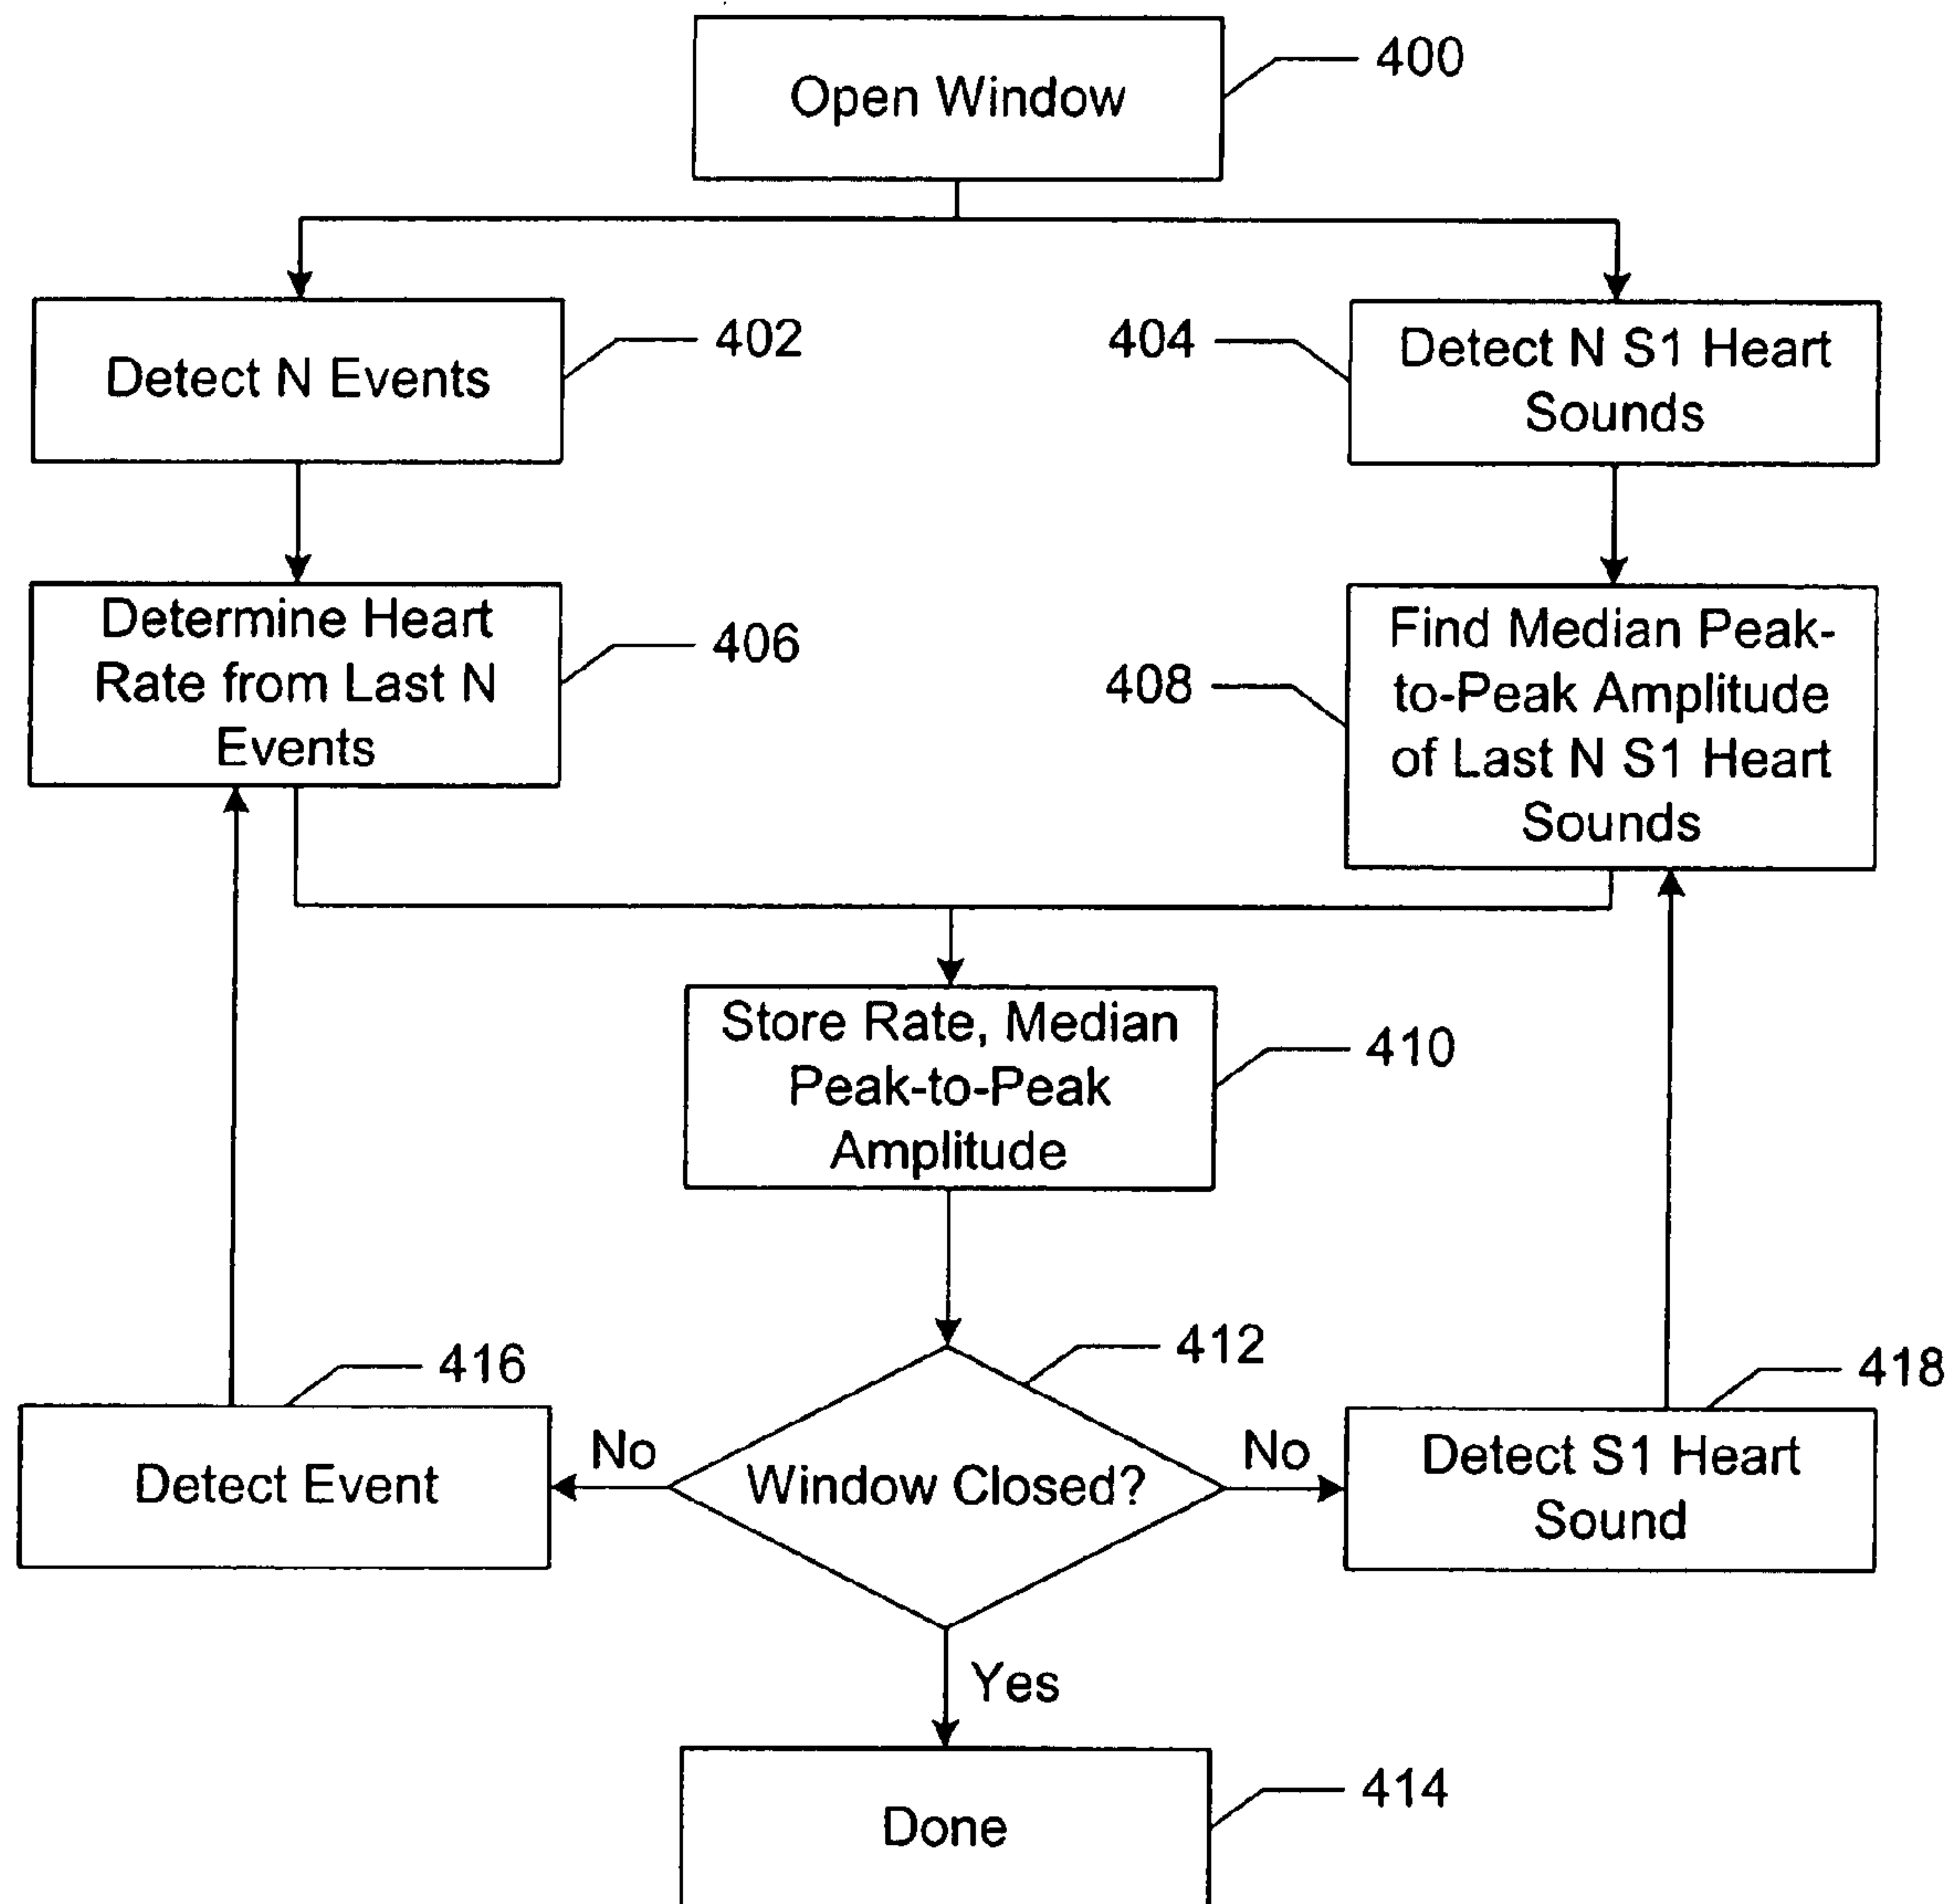 Open Window
400
Detect N Events
402
404
Detect N S1 Heart
Sounds
Determine Heart
Rate from Last N
Events
406
408
Find Median Peak-
to-Peak Amplitude
of Last N S1 Heart
Sounds
Store Rate, Median
Peak-to-Peak
Amplitude
410
412
416
418
Detect Event
No
Window Closed?
No
Detect S1 Heart
Sound
Yes
Done
414